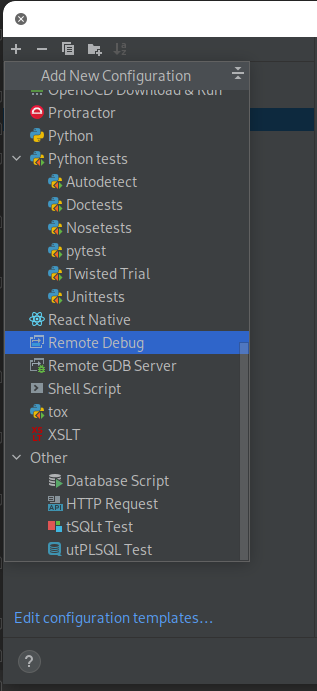 Add New Configuration
OpenOCD Download & Run
Protractor
Python
Python tests
Autodetect
Doctests
Nosetests
pytest
Twisted Trial
Unittests
React Native
Remote Debug
Remote GDB Server
Shell Script
tox
XSLT
Other
Database Script
HTTP Request
tSQLt Test
utPLSQL Test
Edit configuration templates...
?